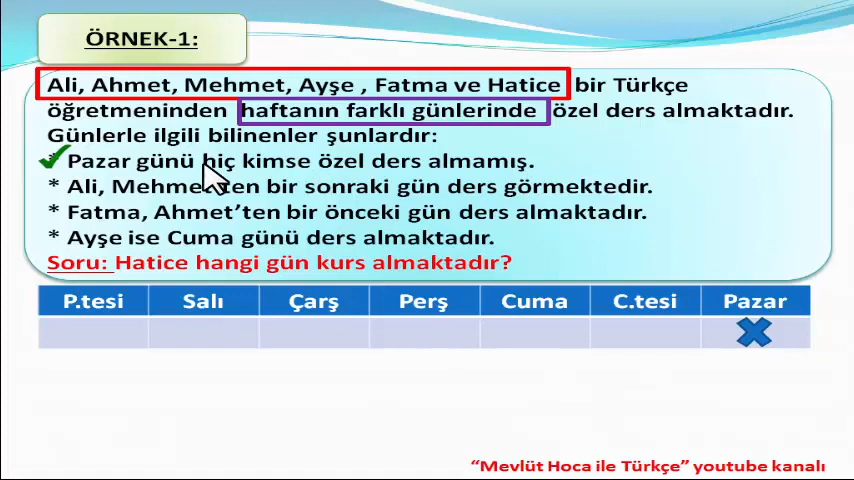 ÖRNEK-1:
Ali, Ahmet, Mehmet, Ayşe , Fatma ve Hatice bir Türkçe
öğretmeninden haftanın farklı günlerinde özel ders almaktadır.
Günlerle ilgili bilinenler şunlardır:
Pazar günü hiç kimse özel ders almamış.
* Ali, Mehmet'ten bir sonraki gün ders görmektedir.
* Fatma, Ahmet’ten bir önceki gün ders almaktadır.
* Ayşe ise Cuma günü ders almaktadır.
Soru: Hatice hangi gün kurs almaktadır?
P.tesi Salı Çarş Perş Cuma C.tesi Pazar
“Mevlüt Hoca ile Türkçe” youtube kanalı